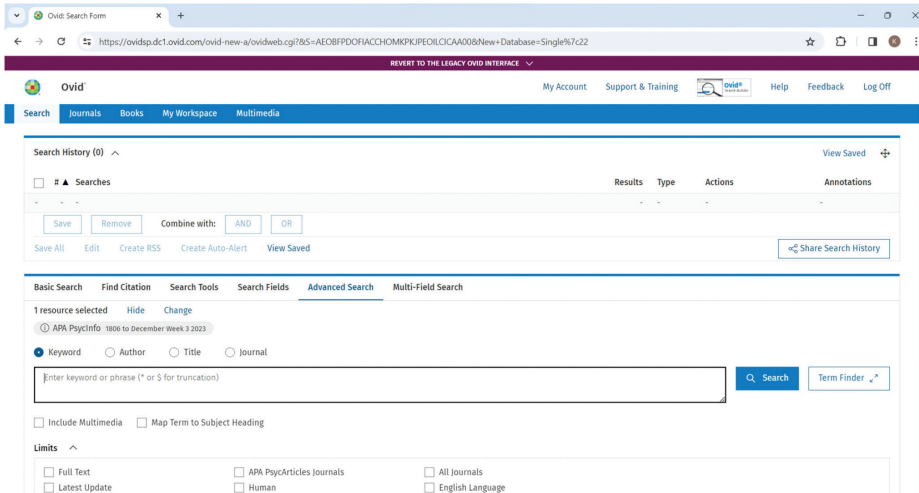 Ovid: Search Form
https://ovidsp.dc1.ovid.com/ovid-new-a/ovidweb.cgi?&S=AEOBFPDOFIACCHOMKPKJPEOILCICAA00&New+Database=Single%7c22
K
REVERT TO THE LEGACY OVID INTERFACE
Ovid® My Account Support & Training Ovid® Help Feedback Log Off
Search Journals Books My Workspace Multimedia
Search History (0) View Saved
# ▲ Searches Results Type Actions Annotations
- - - - - - -
Save Remove Combine with: AND OR
Save All Edit Create RSS Create Auto-Alert View Saved Share Search History
Basic Search Find Citation Search Tools Search Fields Advanced Search Multi-Field Search
1 resource selected Hide Change
APA PsycInfo 1806 to December Week 3 2023
Keyword Author Title Journal
Enter keyword or phrase (* or $ for truncation) Search Term Finder
Include Multimedia Map Term to Subject Heading
Limits
Full Text APA PsycArticles Journals All Journals
Latest Update Human English Language